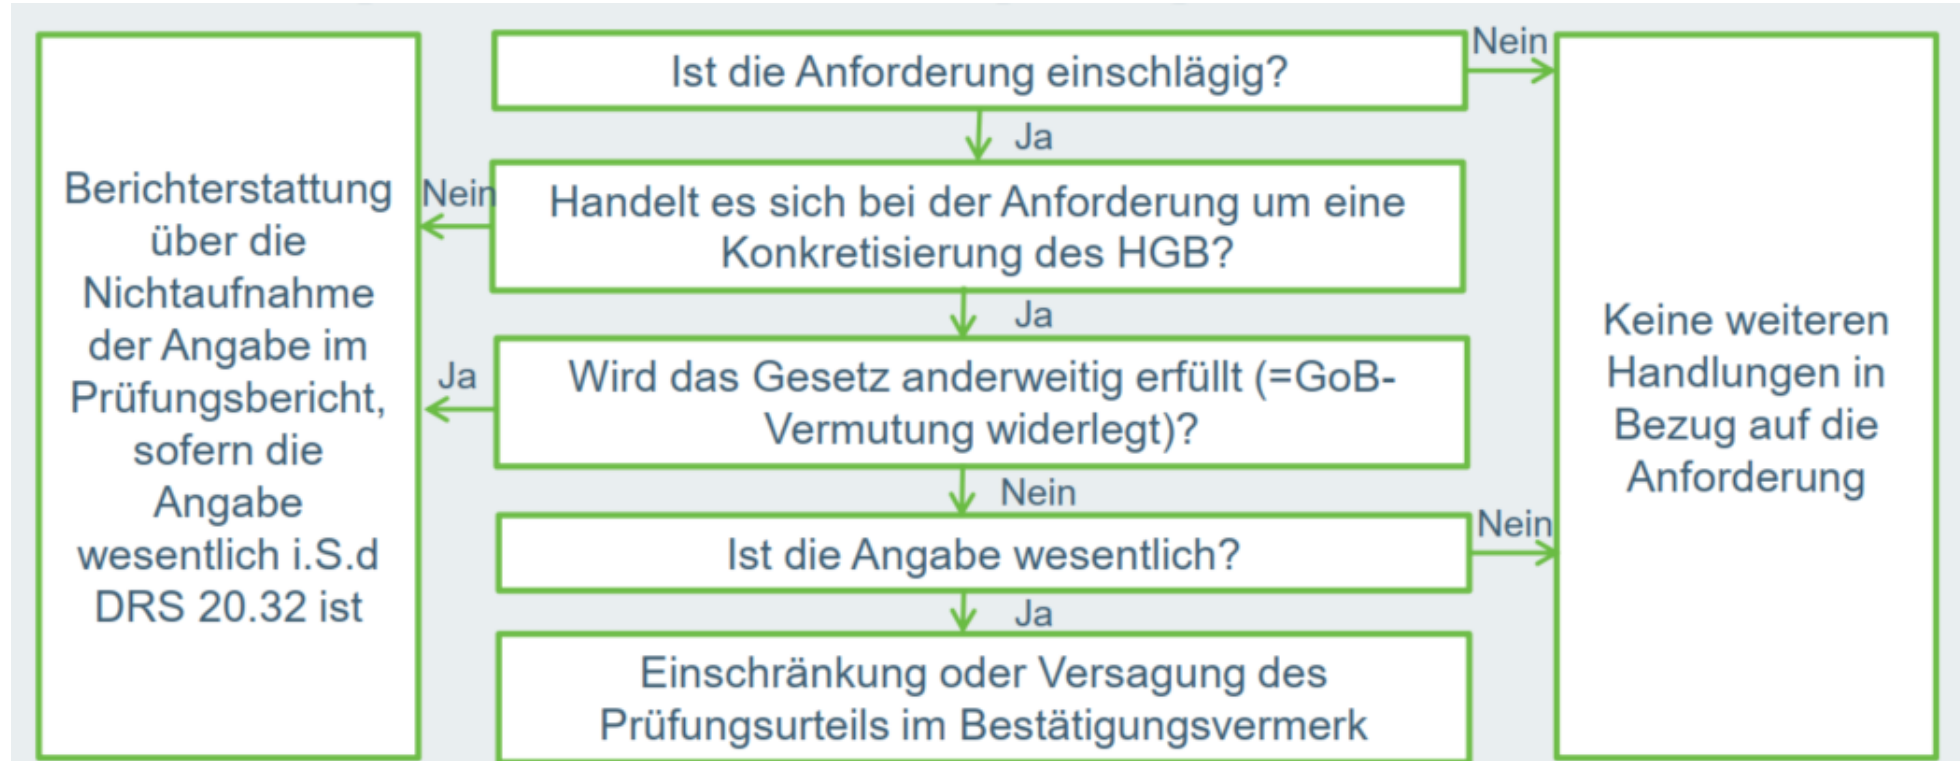 Berichterstattung
über die
Nichtaufnahme
der Angabe im
Prüfungsbericht,
sofern die
Angabe
wesentlich i.S.d
DRS 20.32 ist
Ist die Anforderung einschlägig?
Nein
Ja
Nein
Handelt es sich bei der Anforderung um eine
Konkretisierung des HGB?
Ja
Ja
Wird das Gesetz anderweitig erfüllt (=GoB-
Vermutung widerlegt)?
Nein
Ist die Angabe wesentlich?
Nein
Ja
Einschränkung oder Versagung des
Prüfungsurteils im Bestätigungsvermerk
Keine weiteren
Handlungen in
Bezug auf die
Anforderung